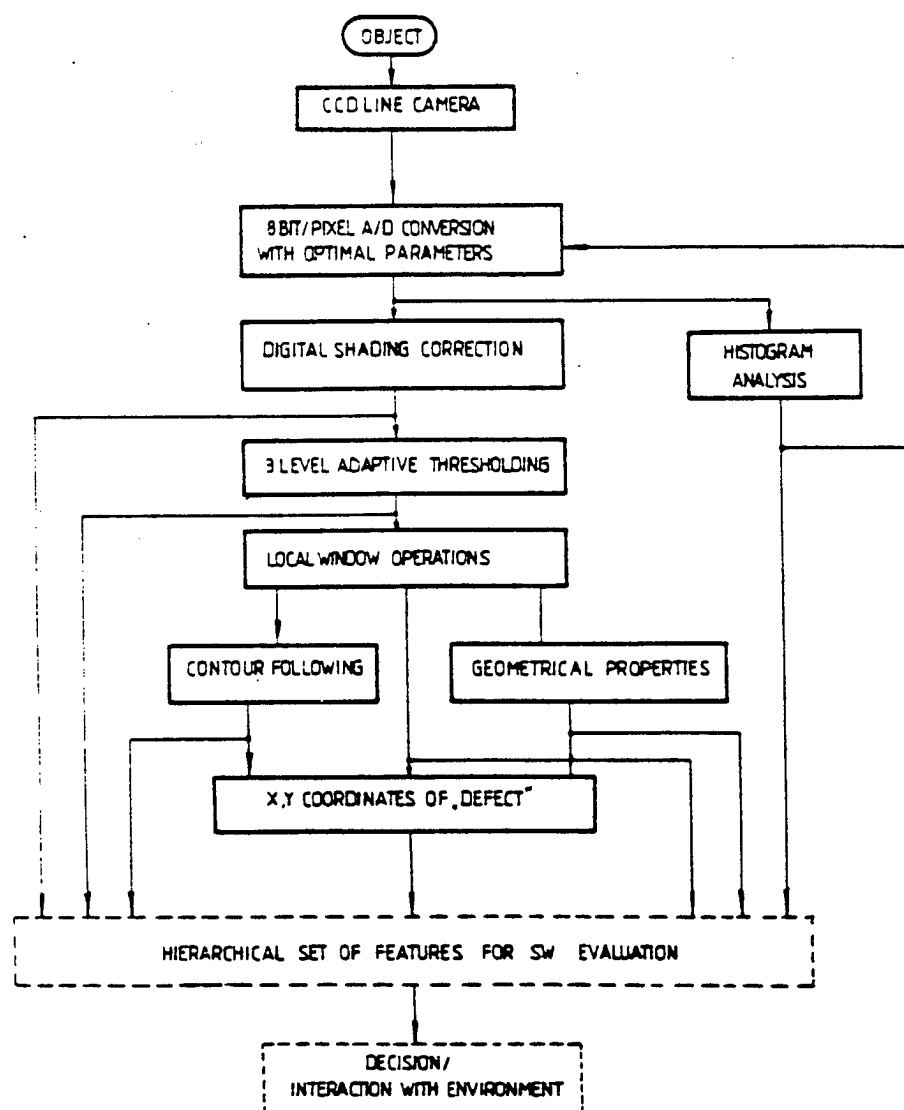 OBJECT
CCD LINE CAMERA
8BIT/PIXEL A/D CONVERSION
WITH OPTIMAL PARAMETERS
DIGITAL SHADING CORRECTION
HISTOGRAM
ANALYSIS
3 LEVEL ADAPTIVE THRESHOLDING
LOCAL WINDOW OPERATIONS
CONTOUR FOLLOWING
GEOMETRICAL PROPERTIES
X,Y COORDINATES OF „DEFECT"
HIERARCHICAL SET OF FEATURES FOR SW EVALUATION
DECISION/
INTERACTION WITH ENVIRONMENT